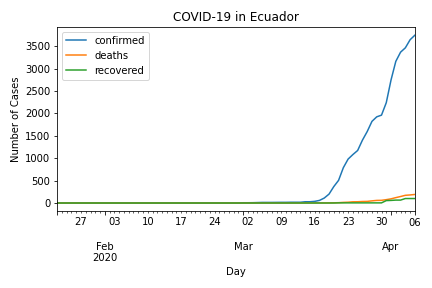 COVID-19 in Ecuador
confirmed
deaths
recovered
Number of Cases
3500
3000
2500
2000
1500
1000
500
0
27 03 10 17 24 02 09 16 23 30 06
Feb Mar Apr
2020
Day